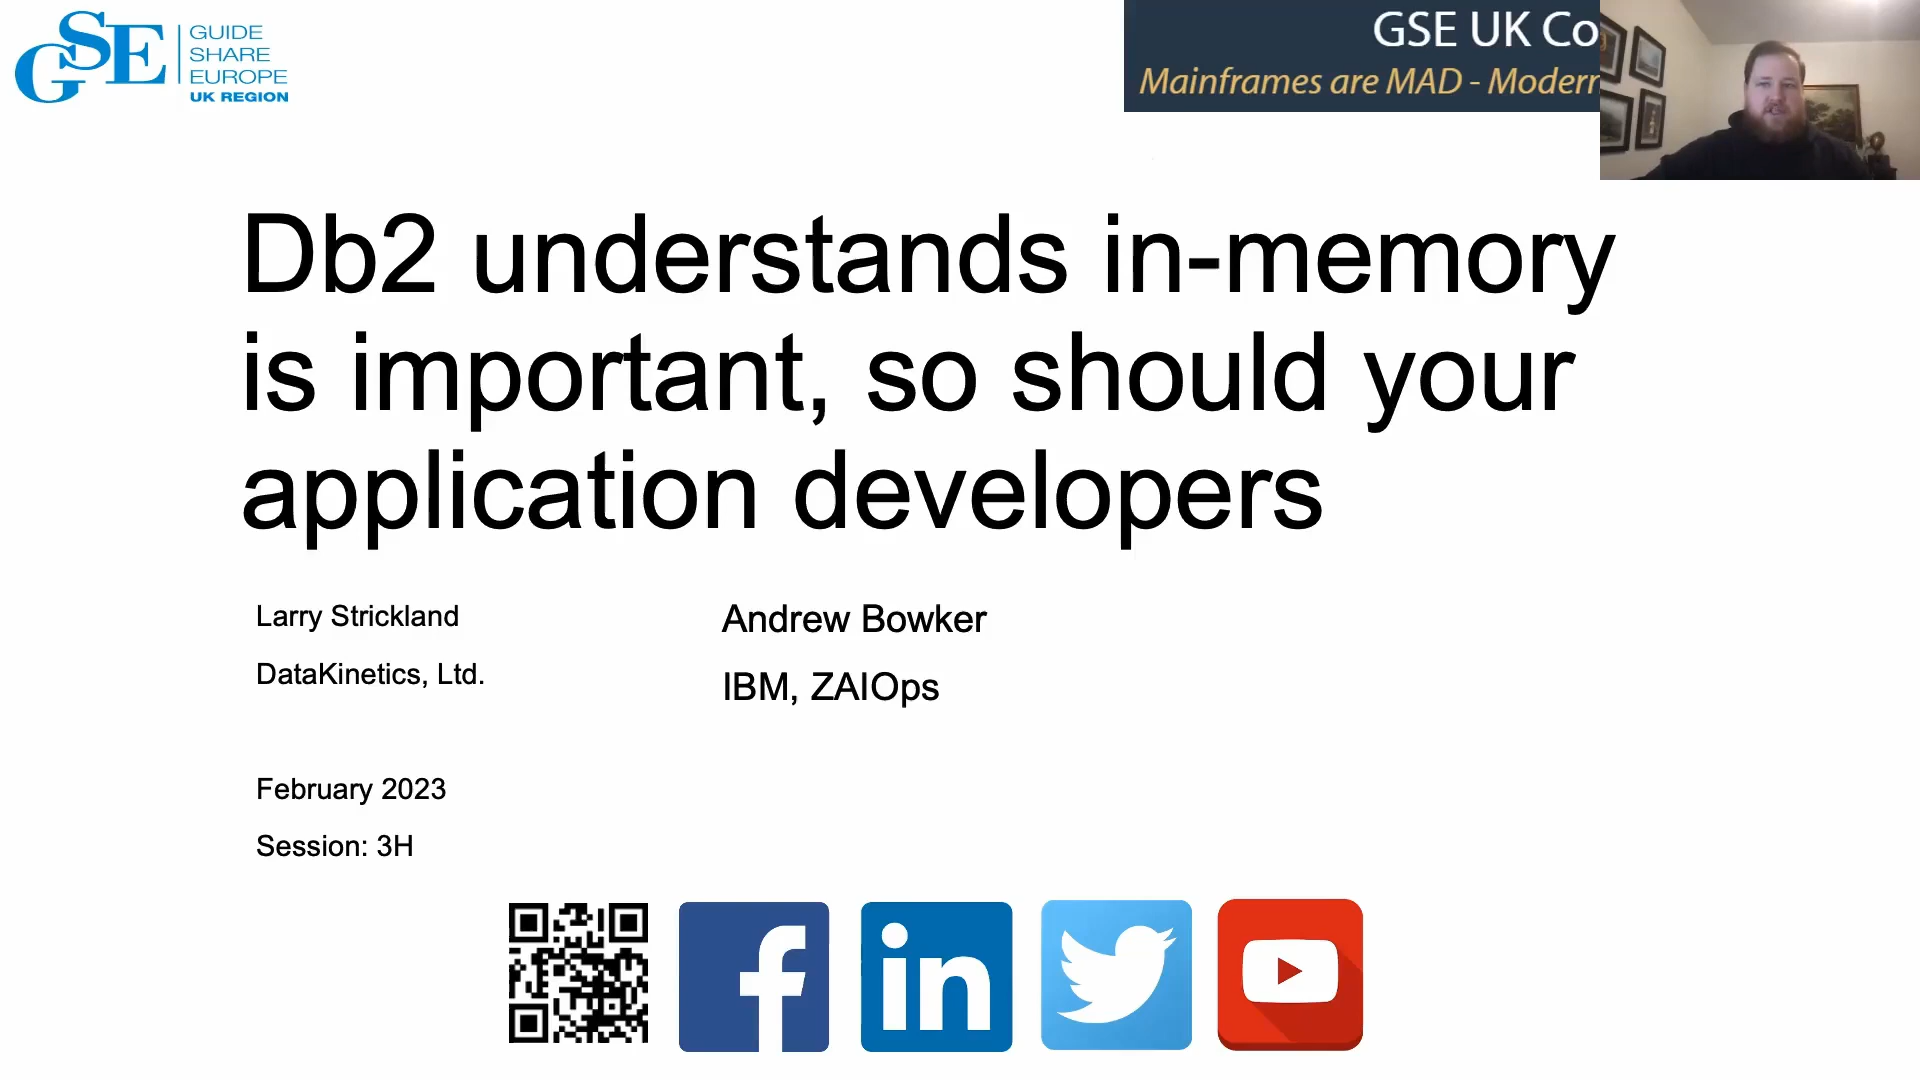 GSE
GUIDE
SHARE
EUROPE
UK REGION
GSE UK Co
Mainframes are MAD - Modern
Db2 understands in-memory
is important, so should your
application developers
Larry Strickland
DataKinetics, Ltd.
Andrew Bowker
IBM, ZAIOps
February 2023
Session: 3H
f
in